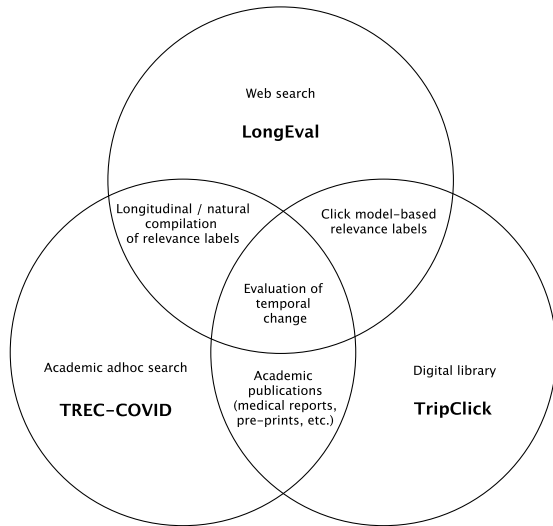 Web search
LongEval
Longitudinal / natural
compilation
of relevance labels
Click model-based
relevance labels
Evaluation of
temporal
change
Academic adhoc search
TREC-COVID
Academic
publications
(medical reports,
pre-prints, etc.)
Digital library
TripClick